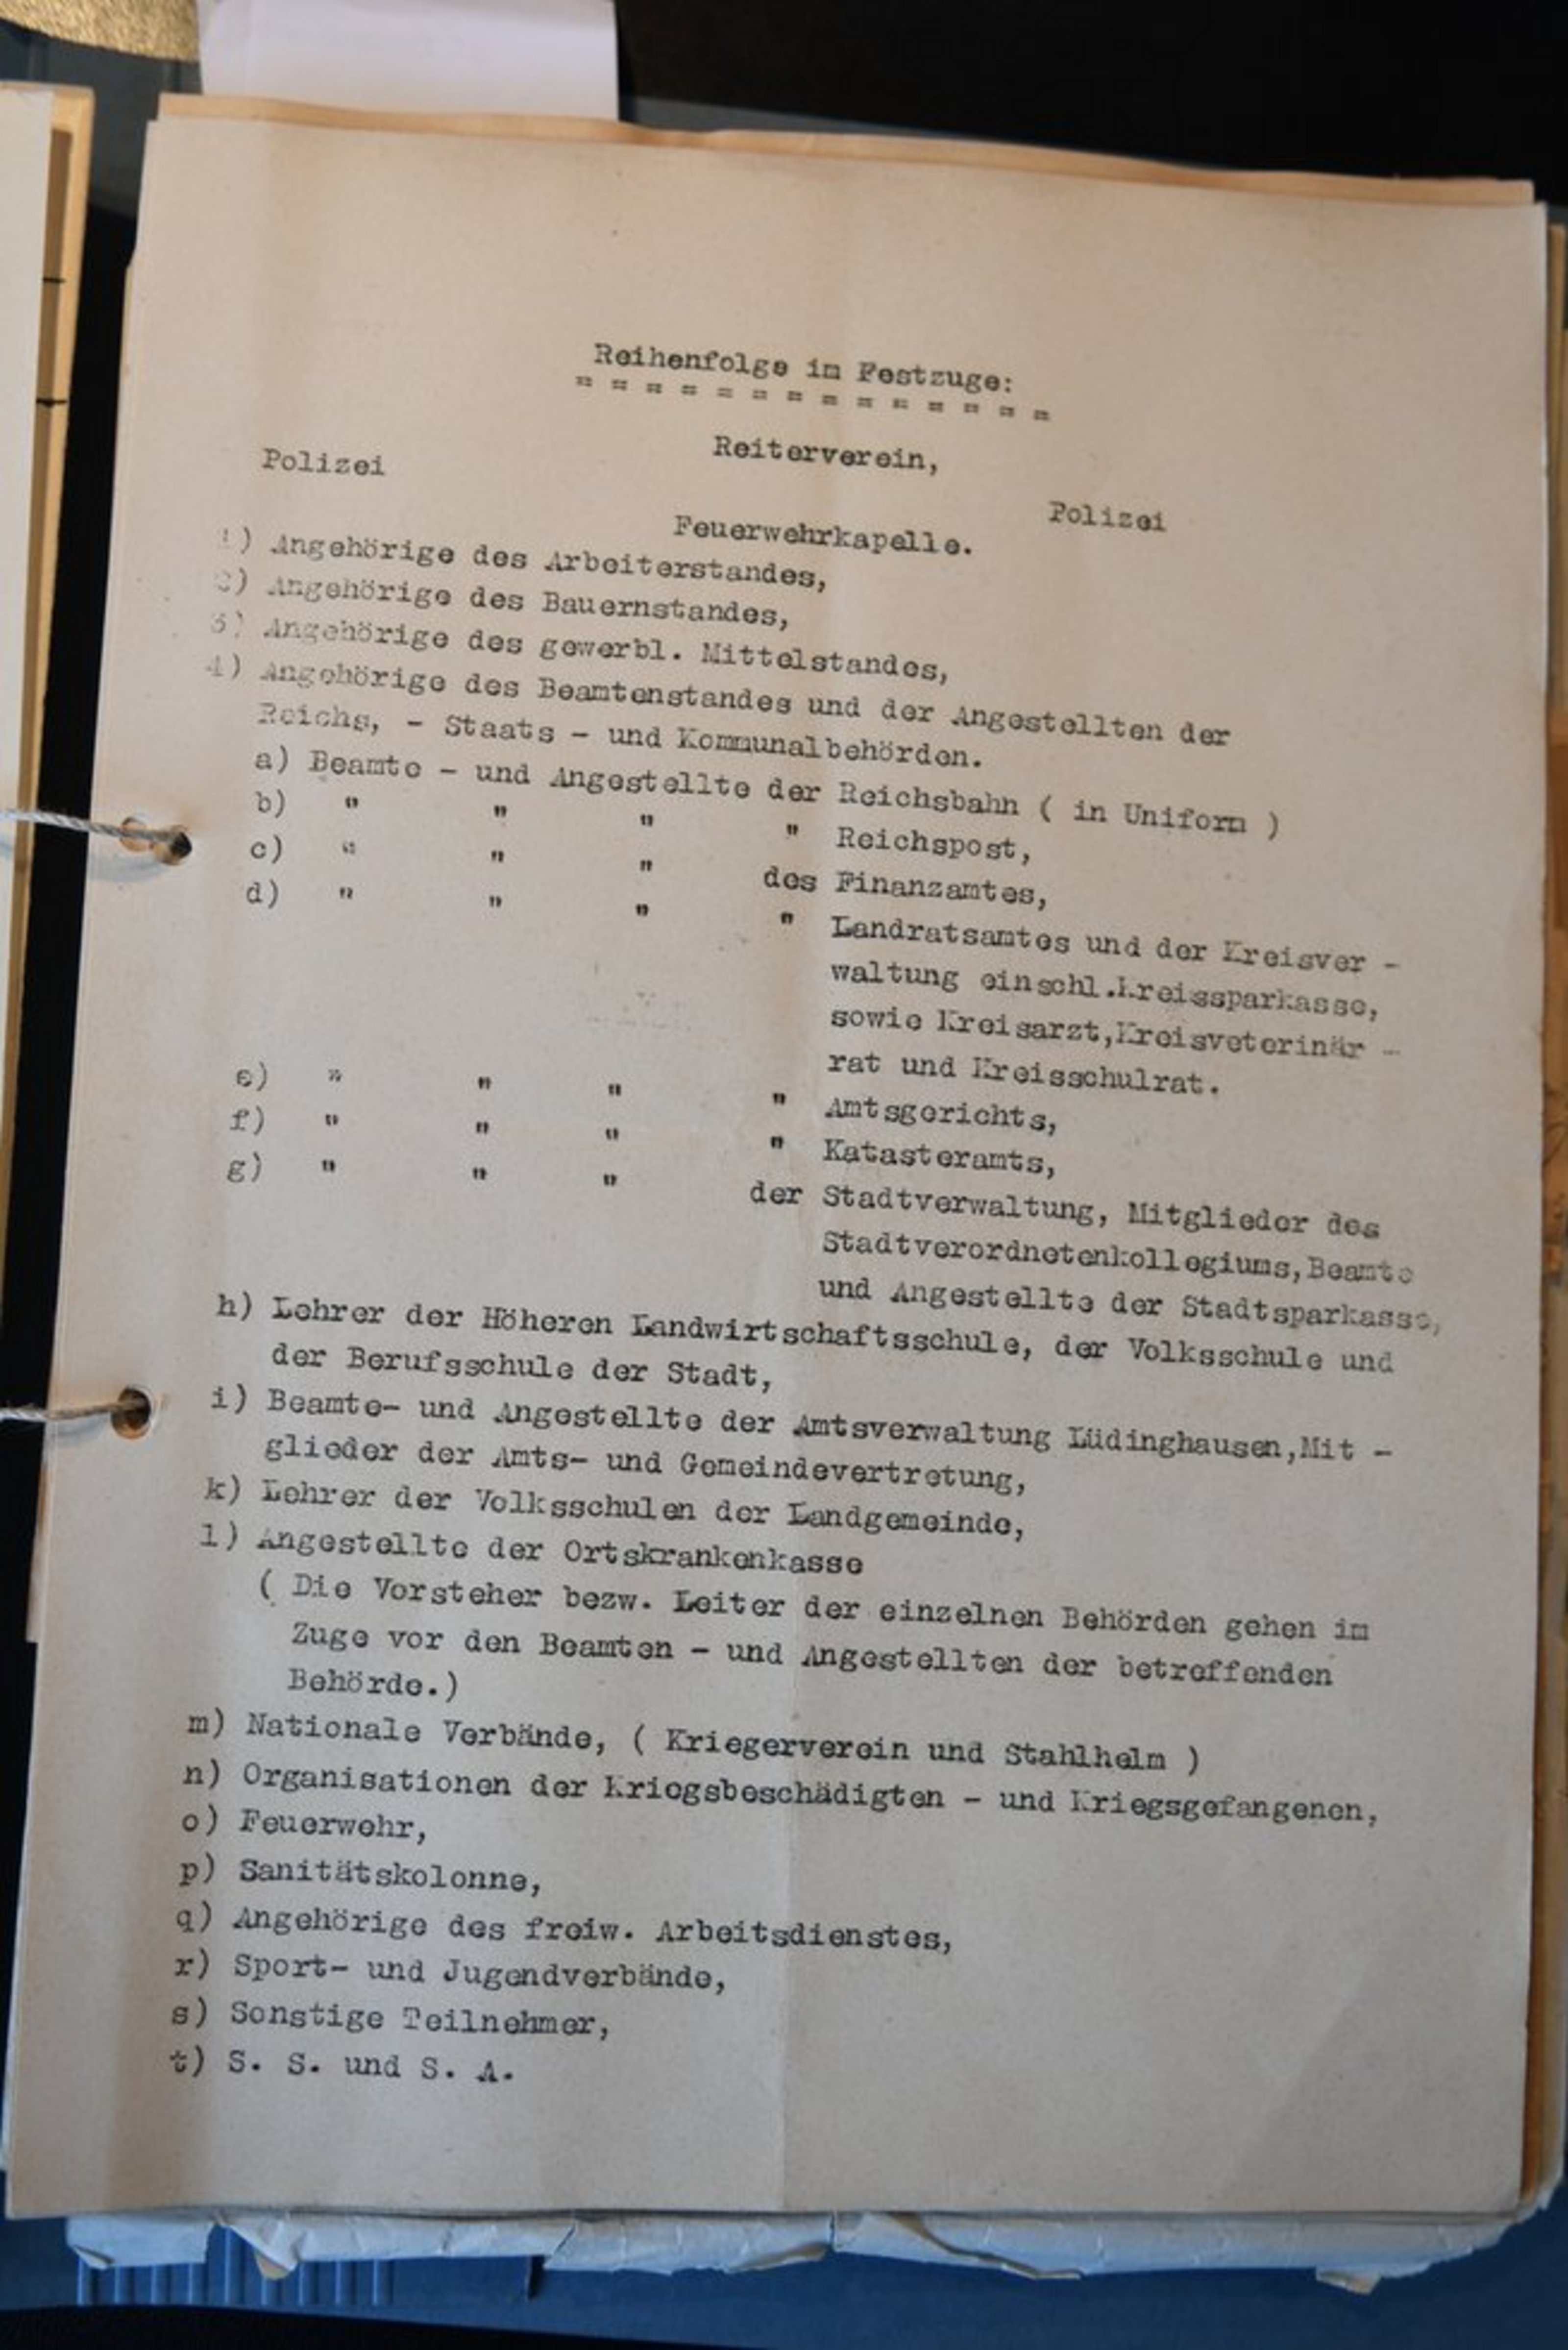 Reihenfolge im Festzuge:
= = = = = = = = = = = = = =
Polizei Reiterverein, Polizei
Feuerwehrkapelle.
1) Angehörige des Arbeiterstandes,
2) Angehörige des Bauernstandes,
3) Angehörige des gewerbl. Mittelstandes,
4) Angehörige des Beamtenstandes und der Angestellten der
Reichs, - Staats - und Kommunalbehörden.
a) Beamte - und Angestellte der Reichsbahn ( in Uniform )
b) " " " " Reichspost,
c) " " " des Finanzamtes,
d) " " " " Landratsamtes und der Kreisver -
waltung einschl.Kreissparkasse,
sowie Kreisarzt,Kreisveterinär -
rat und Kreisschulrat.
e) " " " " Amtsgerichts,
f) " " " " Katasteramts,
g) " " " der Stadtverwaltung, Mitglieder des
Stadtverordnetenkollegiums,Beamte
und Angestellte der Stadtsparkasse,
h) Lehrer der Höheren Landwirtschaftsschule, der Volksschule und
der Berufsschule der Stadt,
i) Beamte- und Angestellte der Amtsverwaltung Lüdinghausen,Mit -
glieder der Amts- und Gemeindevertretung,
k) Lehrer der Volksschulen der Landgemeinde,
l) Angestellte der Ortskrankenkasse
( Die Vorsteher bezw. Leiter der einzelnen Behörden gehen im
Zuge vor den Beamten - und Angestellten der betreffenden
Behörde.)
m) Nationale Verbände, ( Kriegerverein und Stahlhelm )
n) Organisationen der Kriegsbeschädigten - und Kriegsgefangenen,
o) Feuerwehr,
p) Sanitätskolonne,
q) Angehörige des freiw. Arbeitsdienstes,
r) Sport- und Jugendverbände,
s) Sonstige Teilnehmer,
t) S. S. und S. A.